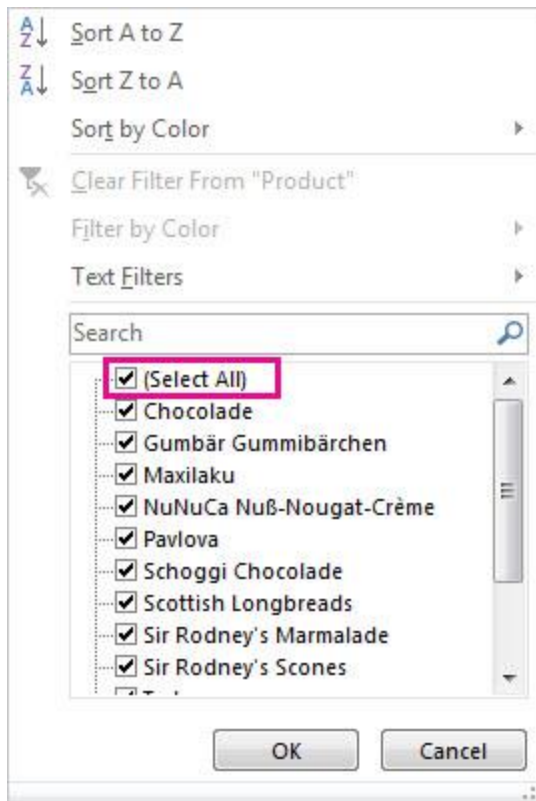 Sort A to Z
Sort Z to A
Sort by Color
Clear Filter From "Product"
Filter by Color
Text Filters
Search
(Select All)
Chocolade
Gumbär Gummibärchen
Maxilaku
NuNuCa Nuß-Nougat-Crème
Pavlova
Schoggi Chocolade
Scottish Longbreads
Sir Rodney's Marmalade
Sir Rodney's Scones
OK Cancel